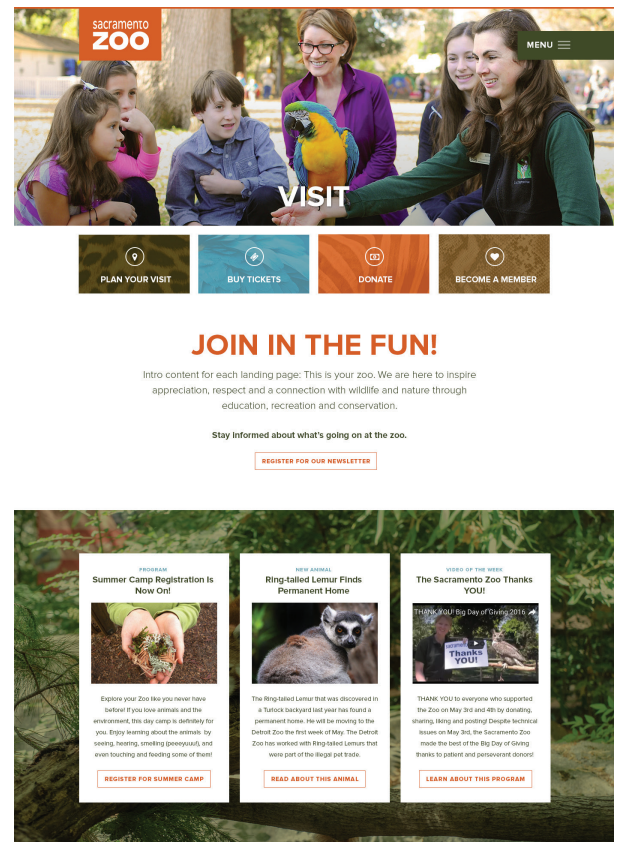 sacramento
ZOO
MENU
VISIT
PLAN YOUR VISIT
BUY TICKETS
DONATE
BECOME A MEMBER
JOIN IN THE FUN!
Intro content for each landing page: This is your zoo. We are here to inspire
appreciation, respect and a connection with wildlife and nature through
education, recreation and conservation.
Stay informed about what's going on at the zoo.
REGISTER FOR OUR NEWSLETTER
PROGRAM
Summer Camp Registration Is
Now On!
Explore your Zoo like you never have
before! If you love animals and the
environment, this day camp is definitely for
you. Enjoy learning about the animals by
seeing, hearing, smelling (peeeyuuu!), and
even touching and feeding some of them!
REGISTER FOR SUMMER CAMP
NEW ANIMAL
Ring-tailed Lemur Finds
Permanent Home
The Ring-tailed Lemur that was discovered in
a Turlock backyard last year has found a
permanent home. He will be moving to the
Detroit Zoo the first week of May. The Detroit
Zoo has worked with Ring-tailed Lemurs that
were part of the illegal pet trade.
READ ABOUT THIS ANIMAL
VIDEO OF THE WEEK
The Sacramento Zoo Thanks
YOU!
THANK YOU! Big Day of Giving 2016
Thanks
YOU!
THANK YOU to everyone who supported
the Zoo on May 3rd and 4th by donating,
sharing, liking and posting! Despite technical
issues on May 3rd, the Sacramento Zoo
made the best of the Big Day of Giving
thanks to patient and perseverant donors!
LEARN ABOUT THIS PROGRAM